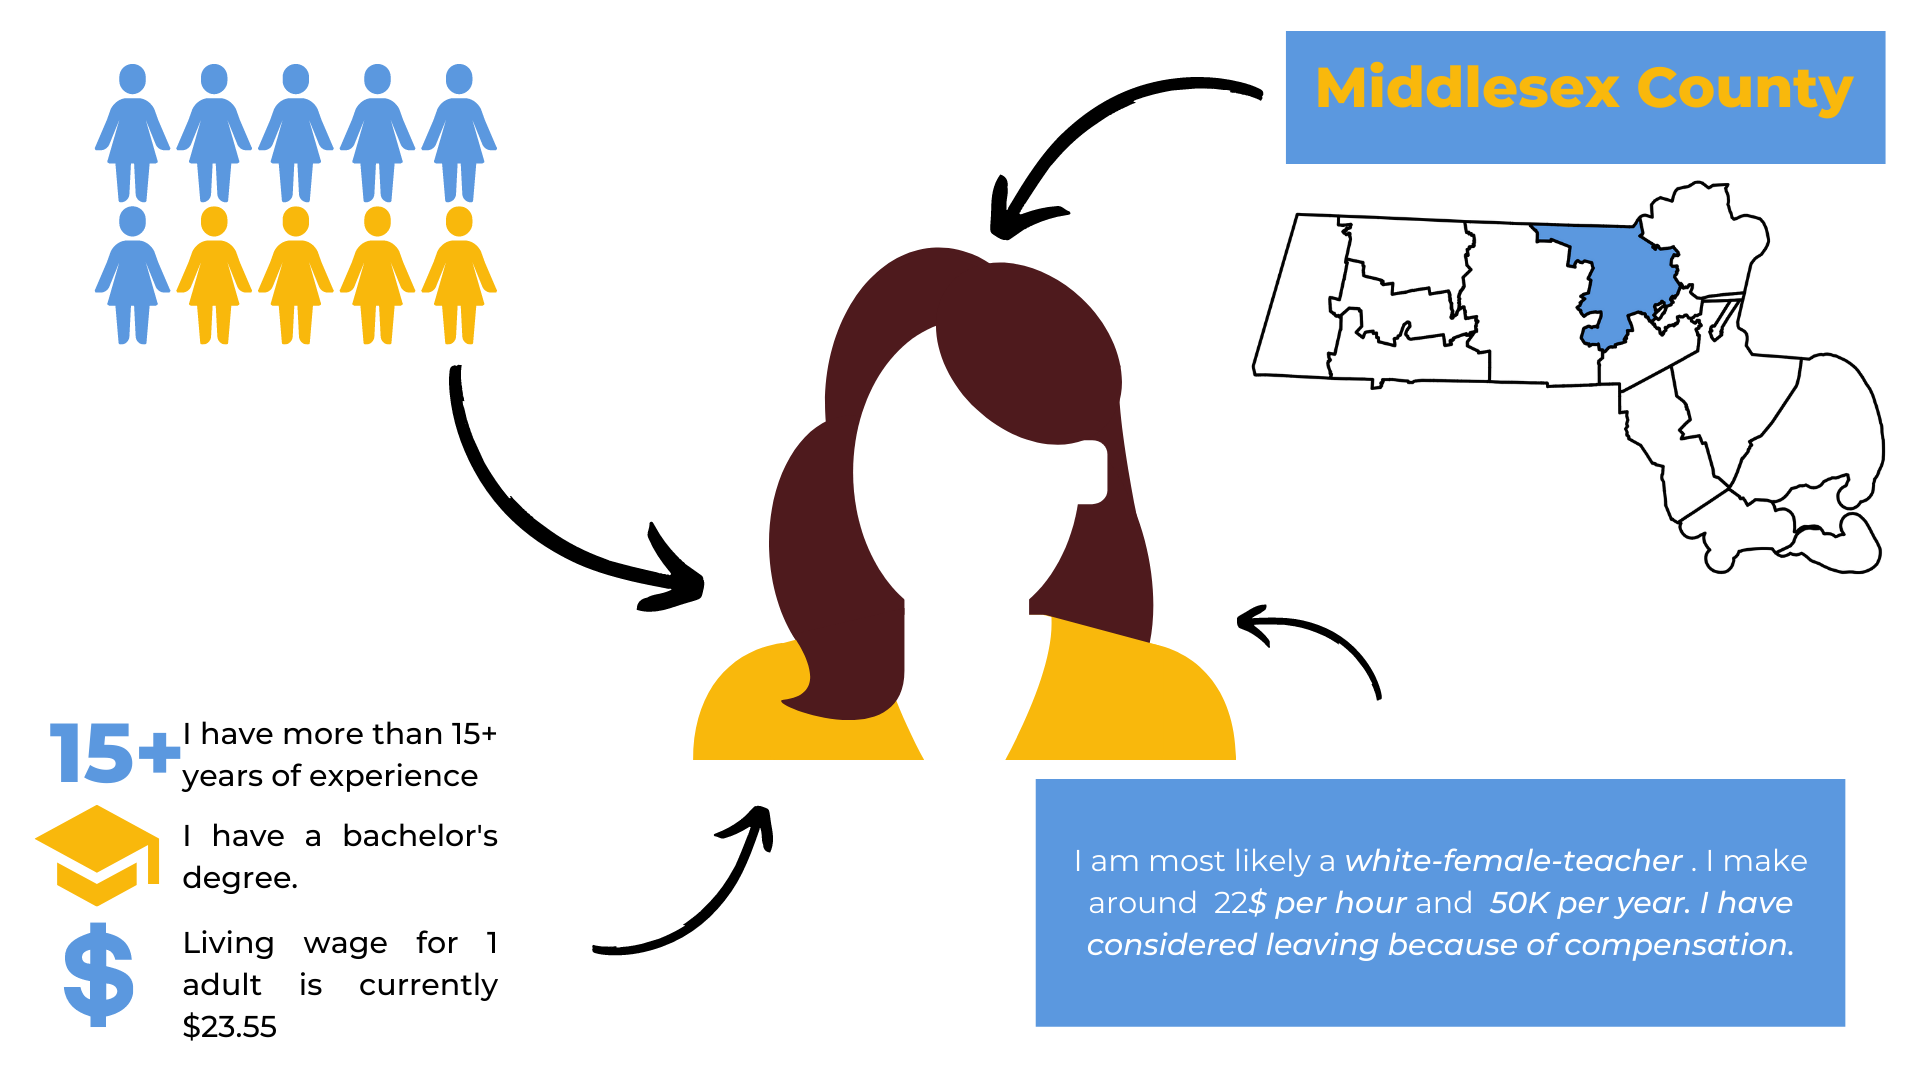 Middlesex County
15+
I have more than 15+
years of experience
I have a bachelor's
degree.
$
Living wage for 1
adult is currently
$23.55
I am most likely a white-female-teacher . I make
around 22$ per hour and 50K per year. I have
considered leaving because of compensation.